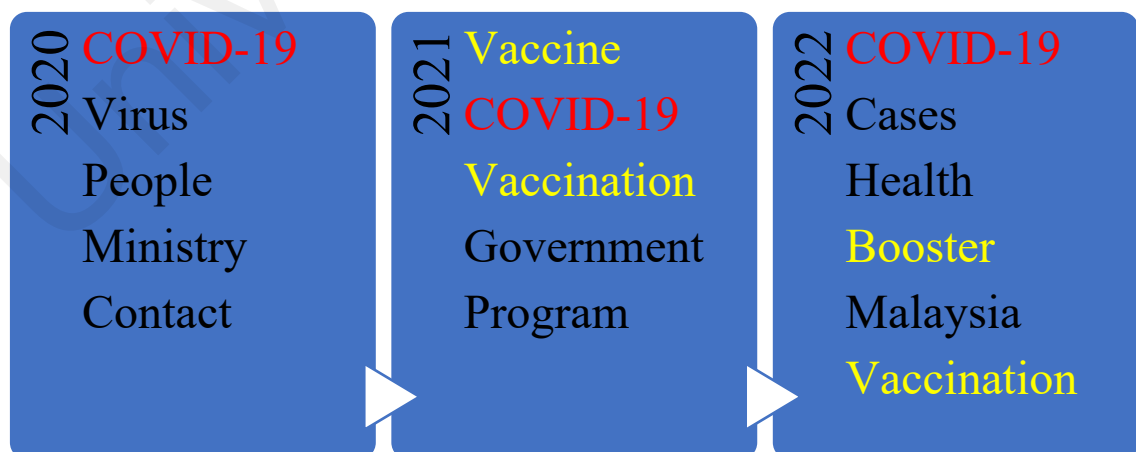 2020
COVID-19
Virus
People
Ministry
Contact
2021
Vaccine
COVID-19
Vaccination
Government
Program
2022
COVID-19
Cases
Health
Booster
Malaysia
Vaccination